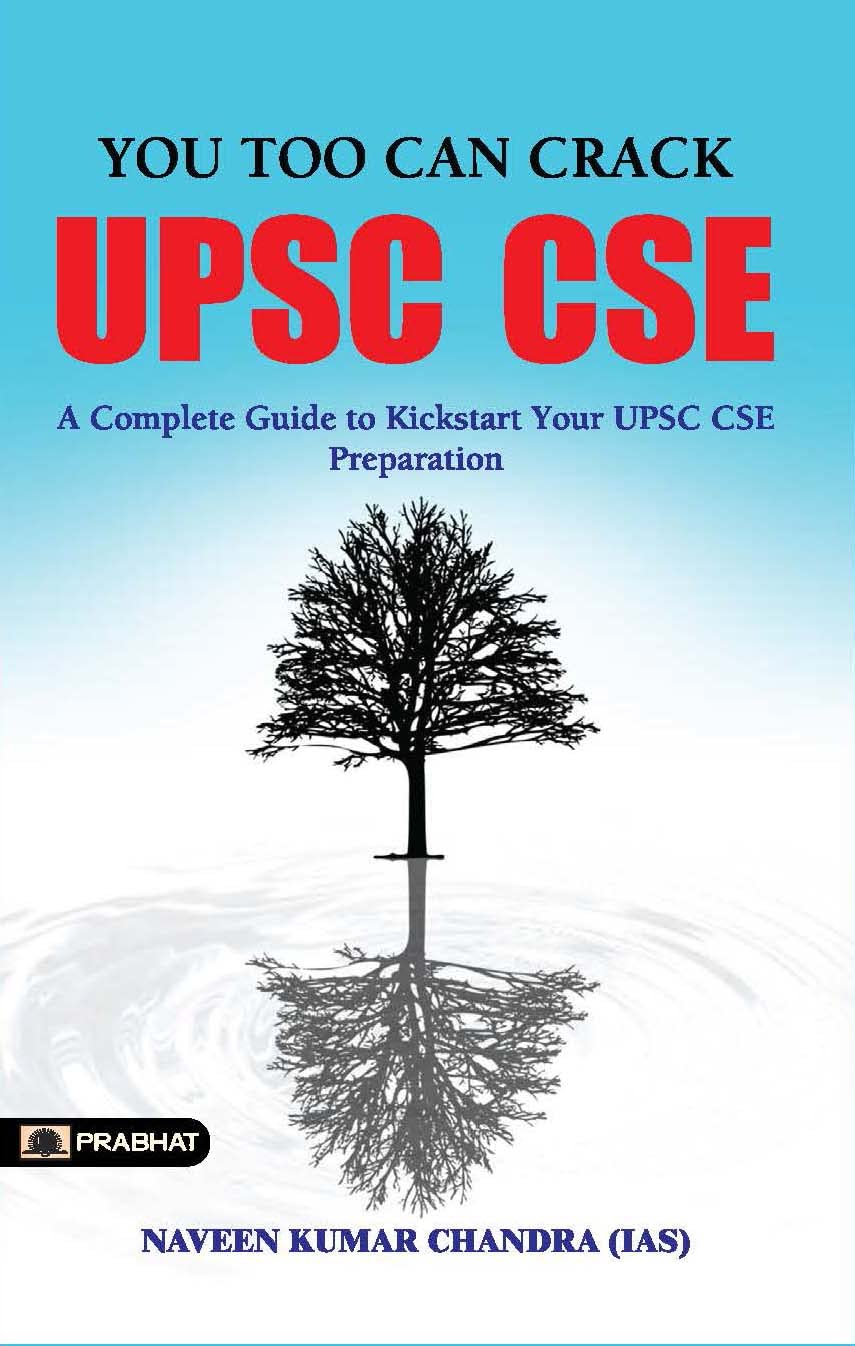 YOU TOO CAN CRACK
UPSC CSE
A Complete Guide to Kickstart Your UPSC CSE
Preparation
PRABHAT
NAVEEN KUMAR CHANDRA (IAS)